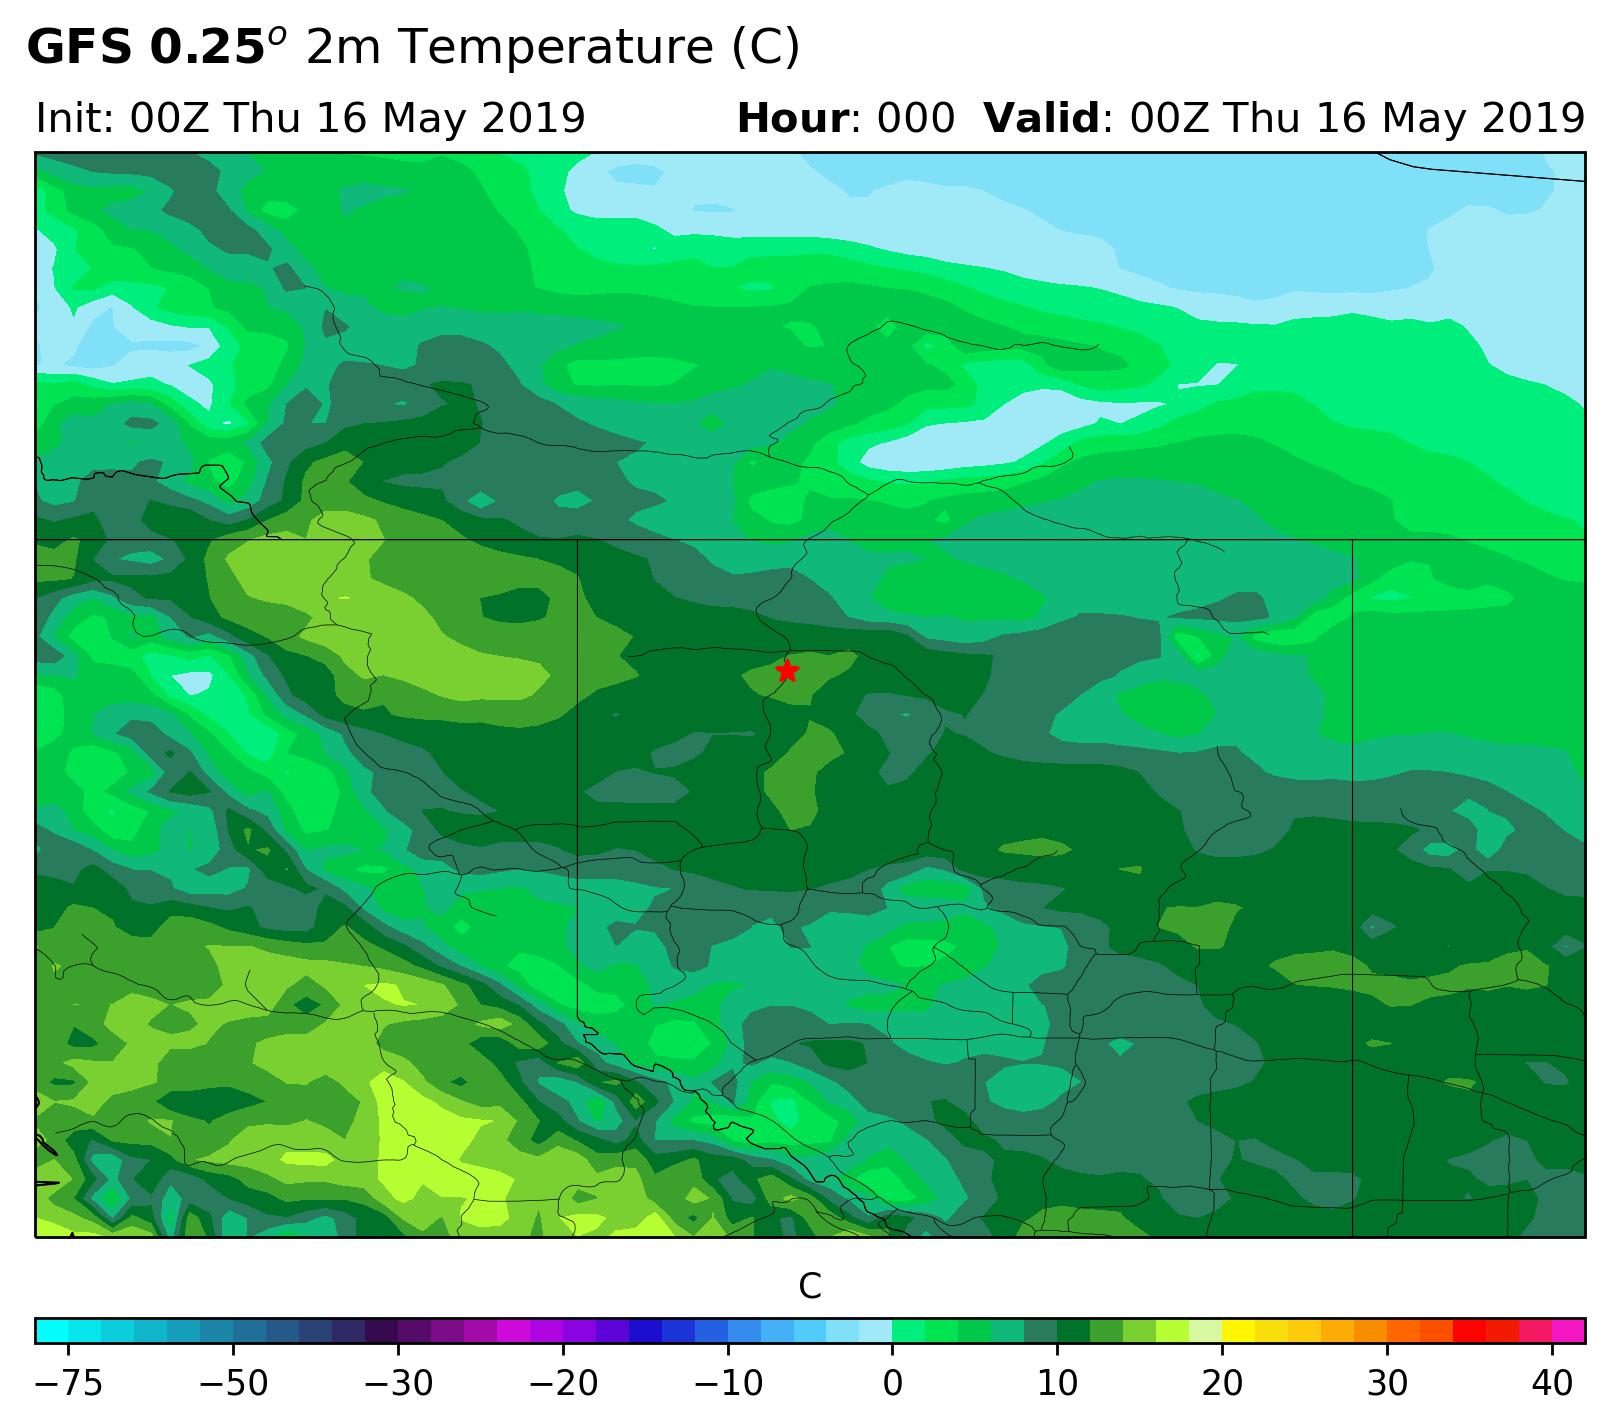 GFS 0.25° 2m Temperature (C)
Init: 00Z Thu 16 May 2019 Hour: 000 Valid: 00Z Thu 16 May 2019
C
−75 −50 −30 −20 −10 0 10 20 30 40